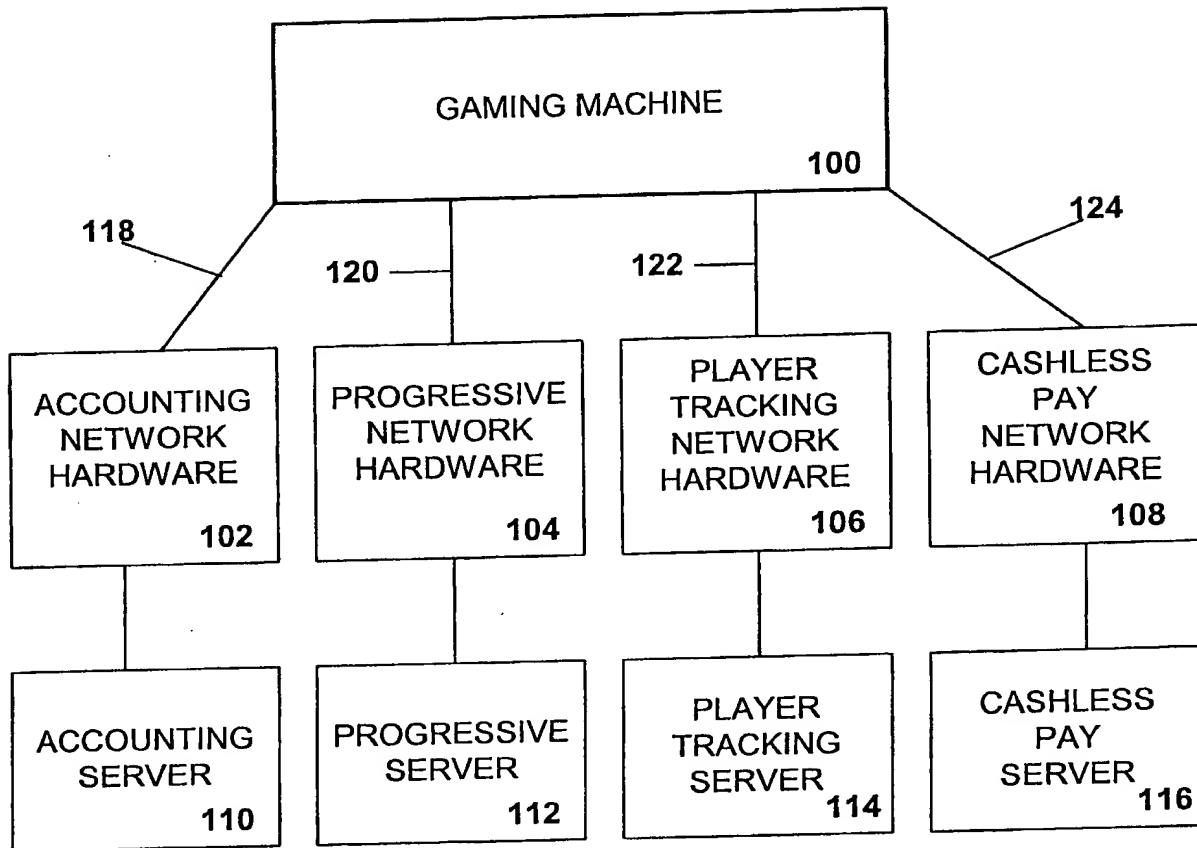 GAMING MACHINE
100
118
120
122
124
ACCOUNTING
NETWORK
HARDWARE
102
PROGRESSIVE
NETWORK
HARDWARE
104
PLAYER
TRACKING
NETWORK
HARDWARE
106
CASHLESS
PAY
NETWORK
HARDWARE
108
ACCOUNTING
SERVER
110
PROGRESSIVE
SERVER
112
PLAYER
TRACKING
SERVER
114
CASHLESS
PAY
SERVER
116